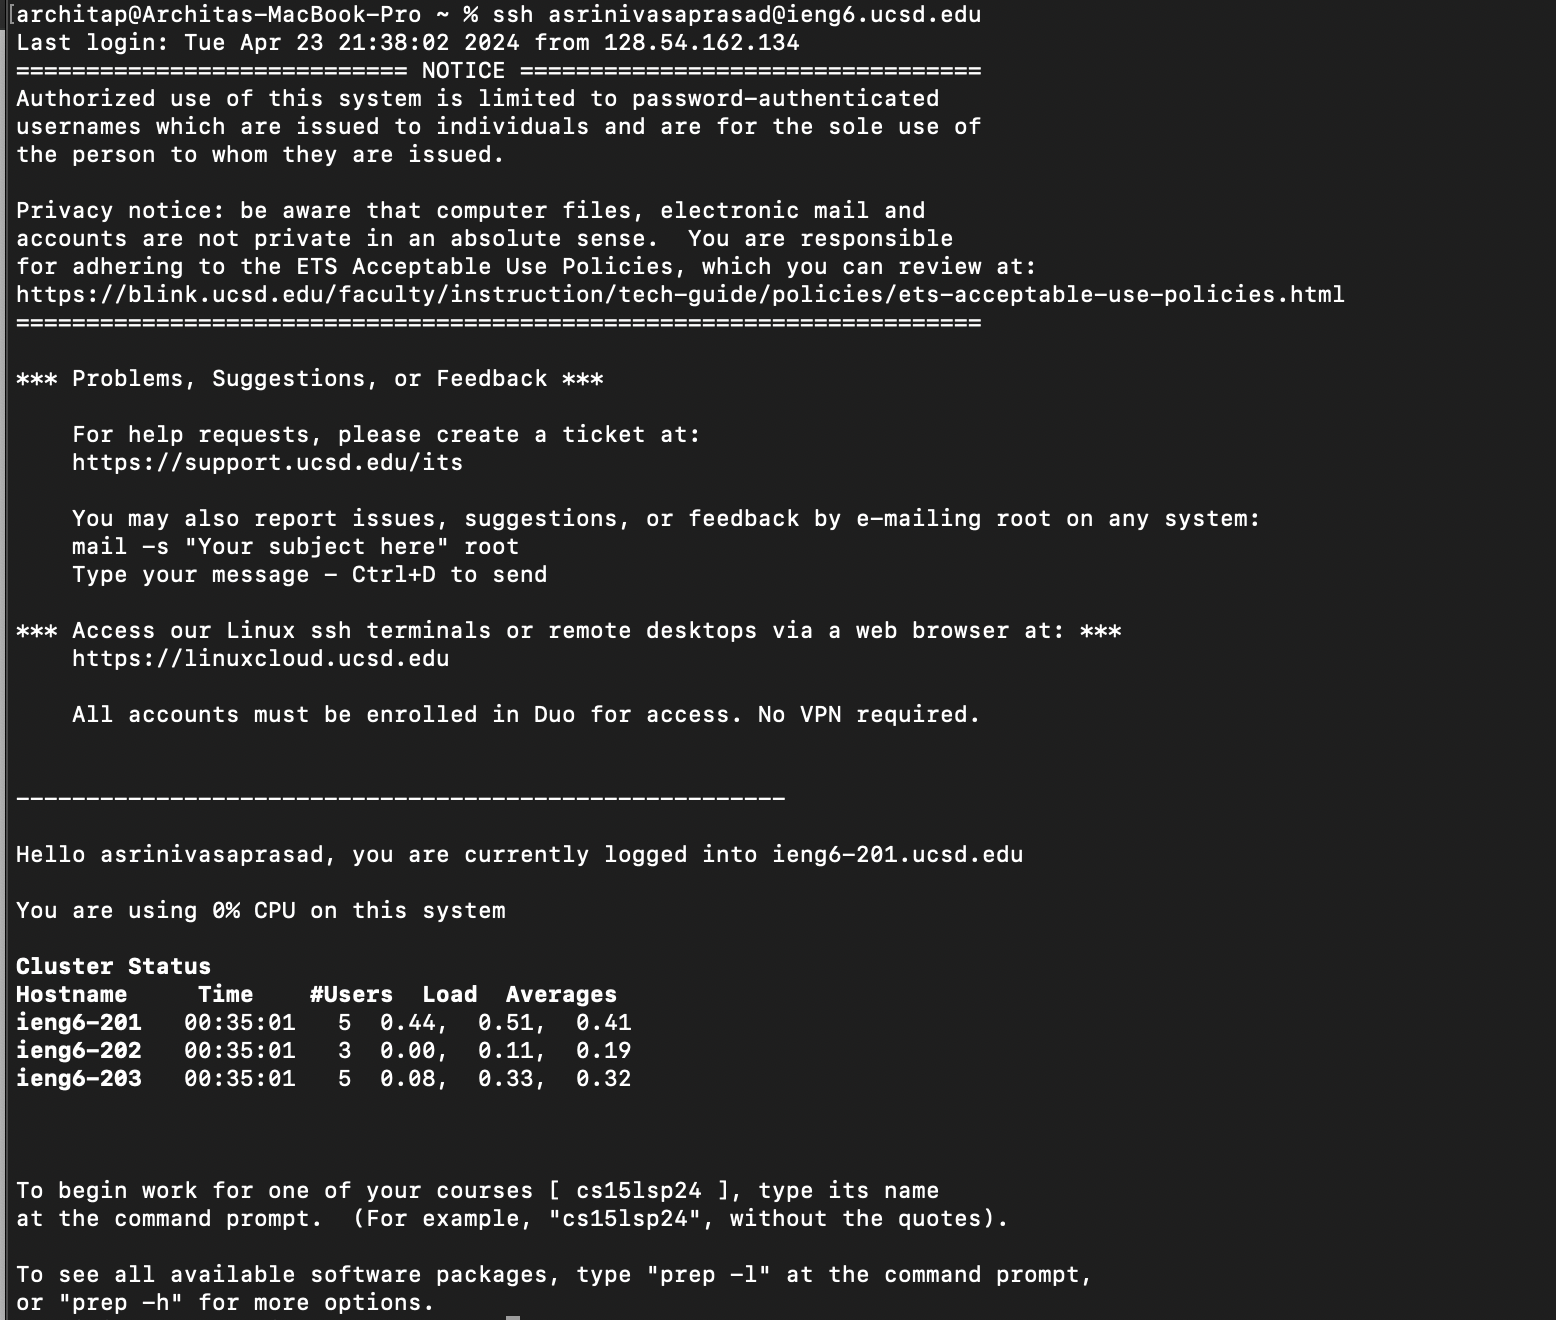 [architap@Architas-MacBook-Pro ~ % ssh asrinivasaprasad@ieng6.ucsd.edu
Last login: Tue Apr 23 21:38:02 2024 from 128.54.162.134
============================ NOTICE =================================
Authorized use of this system is limited to password-authenticated
usernames which are issued to individuals and are for the sole use of
the person to whom they are issued.

Privacy notice: be aware that computer files, electronic mail and
accounts are not private in an absolute sense.  You are responsible
for adhering to the ETS Acceptable Use Policies, which you can review at:
https://blink.ucsd.edu/faculty/instruction/tech-guide/policies/ets-acceptable-use-policies.html
=====================================================================

*** Problems, Suggestions, or Feedback ***

    For help requests, please create a ticket at:
    https://support.ucsd.edu/its

    You may also report issues, suggestions, or feedback by e-mailing root on any system:
    mail -s "Your subject here" root
    Type your message - Ctrl+D to send

*** Access our Linux ssh terminals or remote desktops via a web browser at: ***
    https://linuxcloud.ucsd.edu

    All accounts must be enrolled in Duo for access. No VPN required.

-------------------------------------------------------

Hello asrinivasaprasad, you are currently logged into ieng6-201.ucsd.edu

You are using 0% CPU on this system

Cluster Status
Hostname     Time    #Users  Load  Averages
ieng6-201   00:35:01   5  0.44,  0.51,  0.41
ieng6-202   00:35:01   3  0.00,  0.11,  0.19
ieng6-203   00:35:01   5  0.08,  0.33,  0.32

To begin work for one of your courses [ cs15lsp24 ], type its name
at the command prompt.  (For example, "cs15lsp24", without the quotes).

To see all available software packages, type "prep -l" at the command prompt,
or "prep -h" for more options.